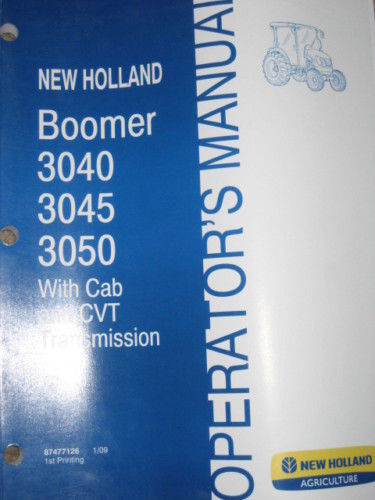 NEW HOLLAND
Boomer
3040
3045
3050
With Cab
and CVT
Transmission
87477126 1/09
1st Printing
OPERATOR'S MANUAL
NEW HOLLAND
AGRICULTURE